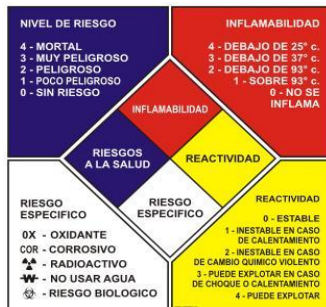 NIVEL DE RIESGO
4 - MORTAL
3 - MUY PELIGROSO
2 - PELIGROSO
1 - POCO PELIGROSO
0 - SIN RIESGO
INFLAMABILIDAD
4 - DEBAJO DE 25° c.
3 - DEBAJO DE 37° c.
2 - DEBAJO DE 93° c.
1 - SOBRE 93° c.
0 - NO SE
INFLAMA
INFLAMABILIDAD
RIESGOS
A LA SALUD
REACTIVIDAD
RIESGO
ESPECIFICO
RIESGO
ESPECIFICO
0X - OXIDANTE
COR - CORROSIVO
- RADIOACTIVO
W - NO USAR AGUA
- RIESGO BIOLOGICO
REACTIVIDAD
0 - ESTABLE
1 - INESTABLE EN CASO
DE CALENTAMIENTO
2 - INESTABLE EN CASO
DE CAMBIO QUIMICO VIOLENTO
3 - PUEDE EXPLOTAR EN CASO
DE CHOQUE O CALENTAMIENTO
4 - PUEDE EXPLOTAR